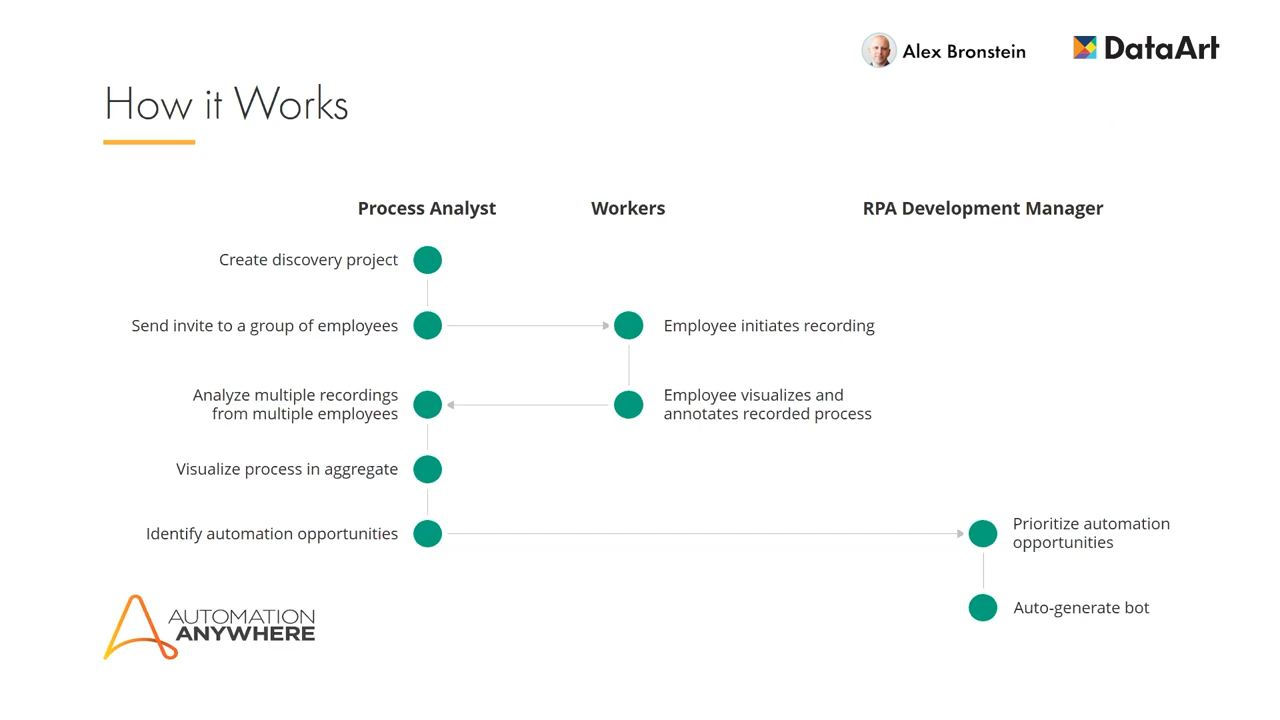 Alex Bronstein
DataArt
How it Works
Process Analyst
Workers
RPA Development Manager
Create discovery project
Send invite to a group of employees
Employee initiates recording
Analyze multiple recordings
from multiple employees
Employee visualizes and
annotates recorded process
Visualize process in aggregate
Identify automation opportunities
Prioritize automation
opportunities
Auto-generate bot
AUTOMATION
ANYWHERE